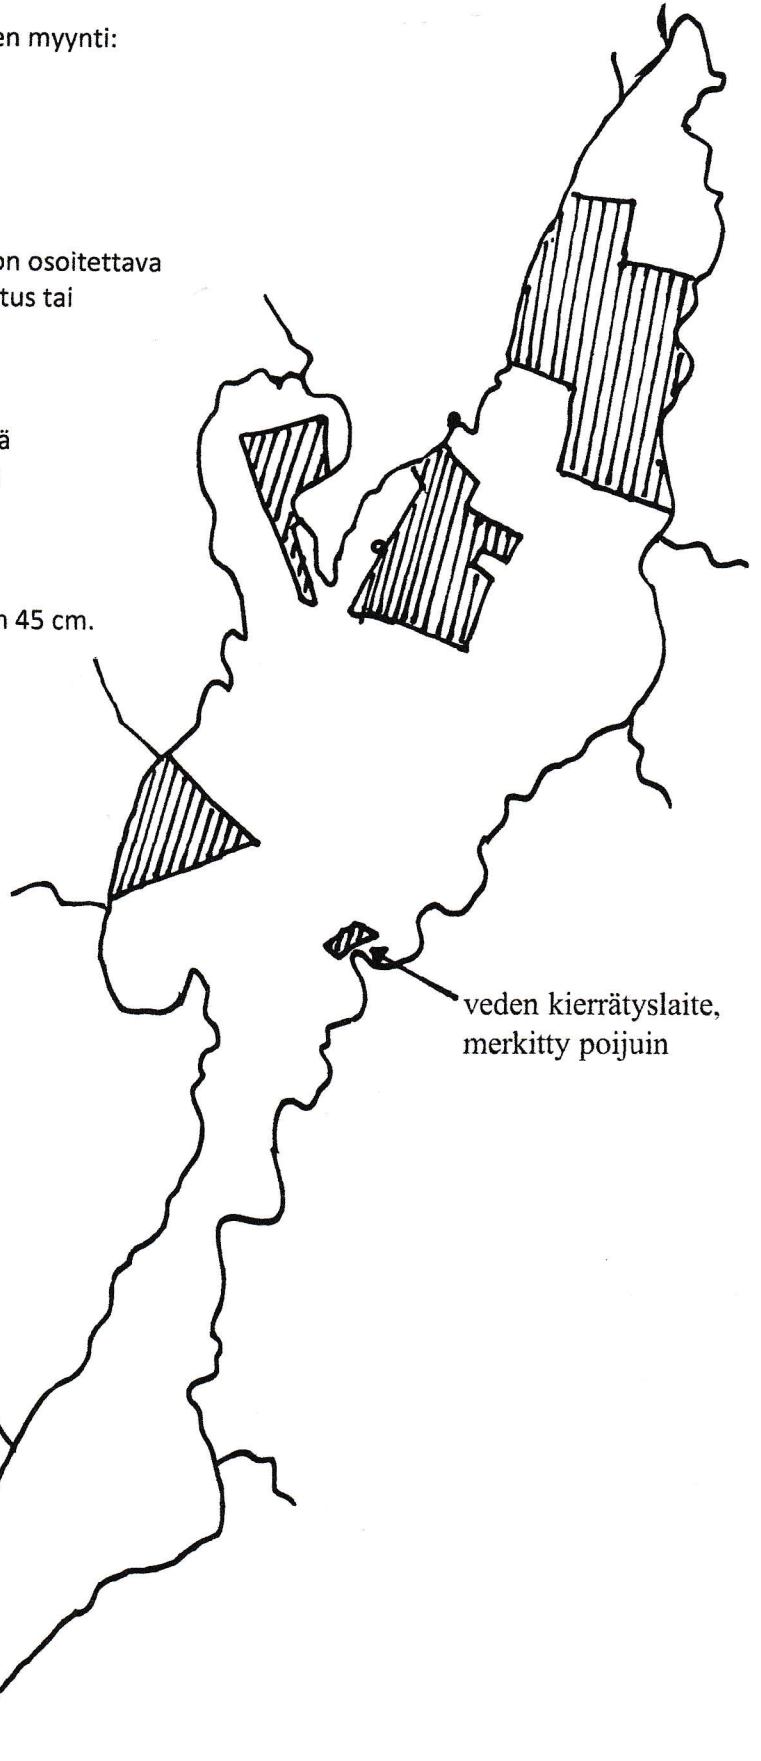 en myynti:
on osoitettava
tus tai
ä
n 45 cm.
veden kierrätyslaite,
merkitty poijuin